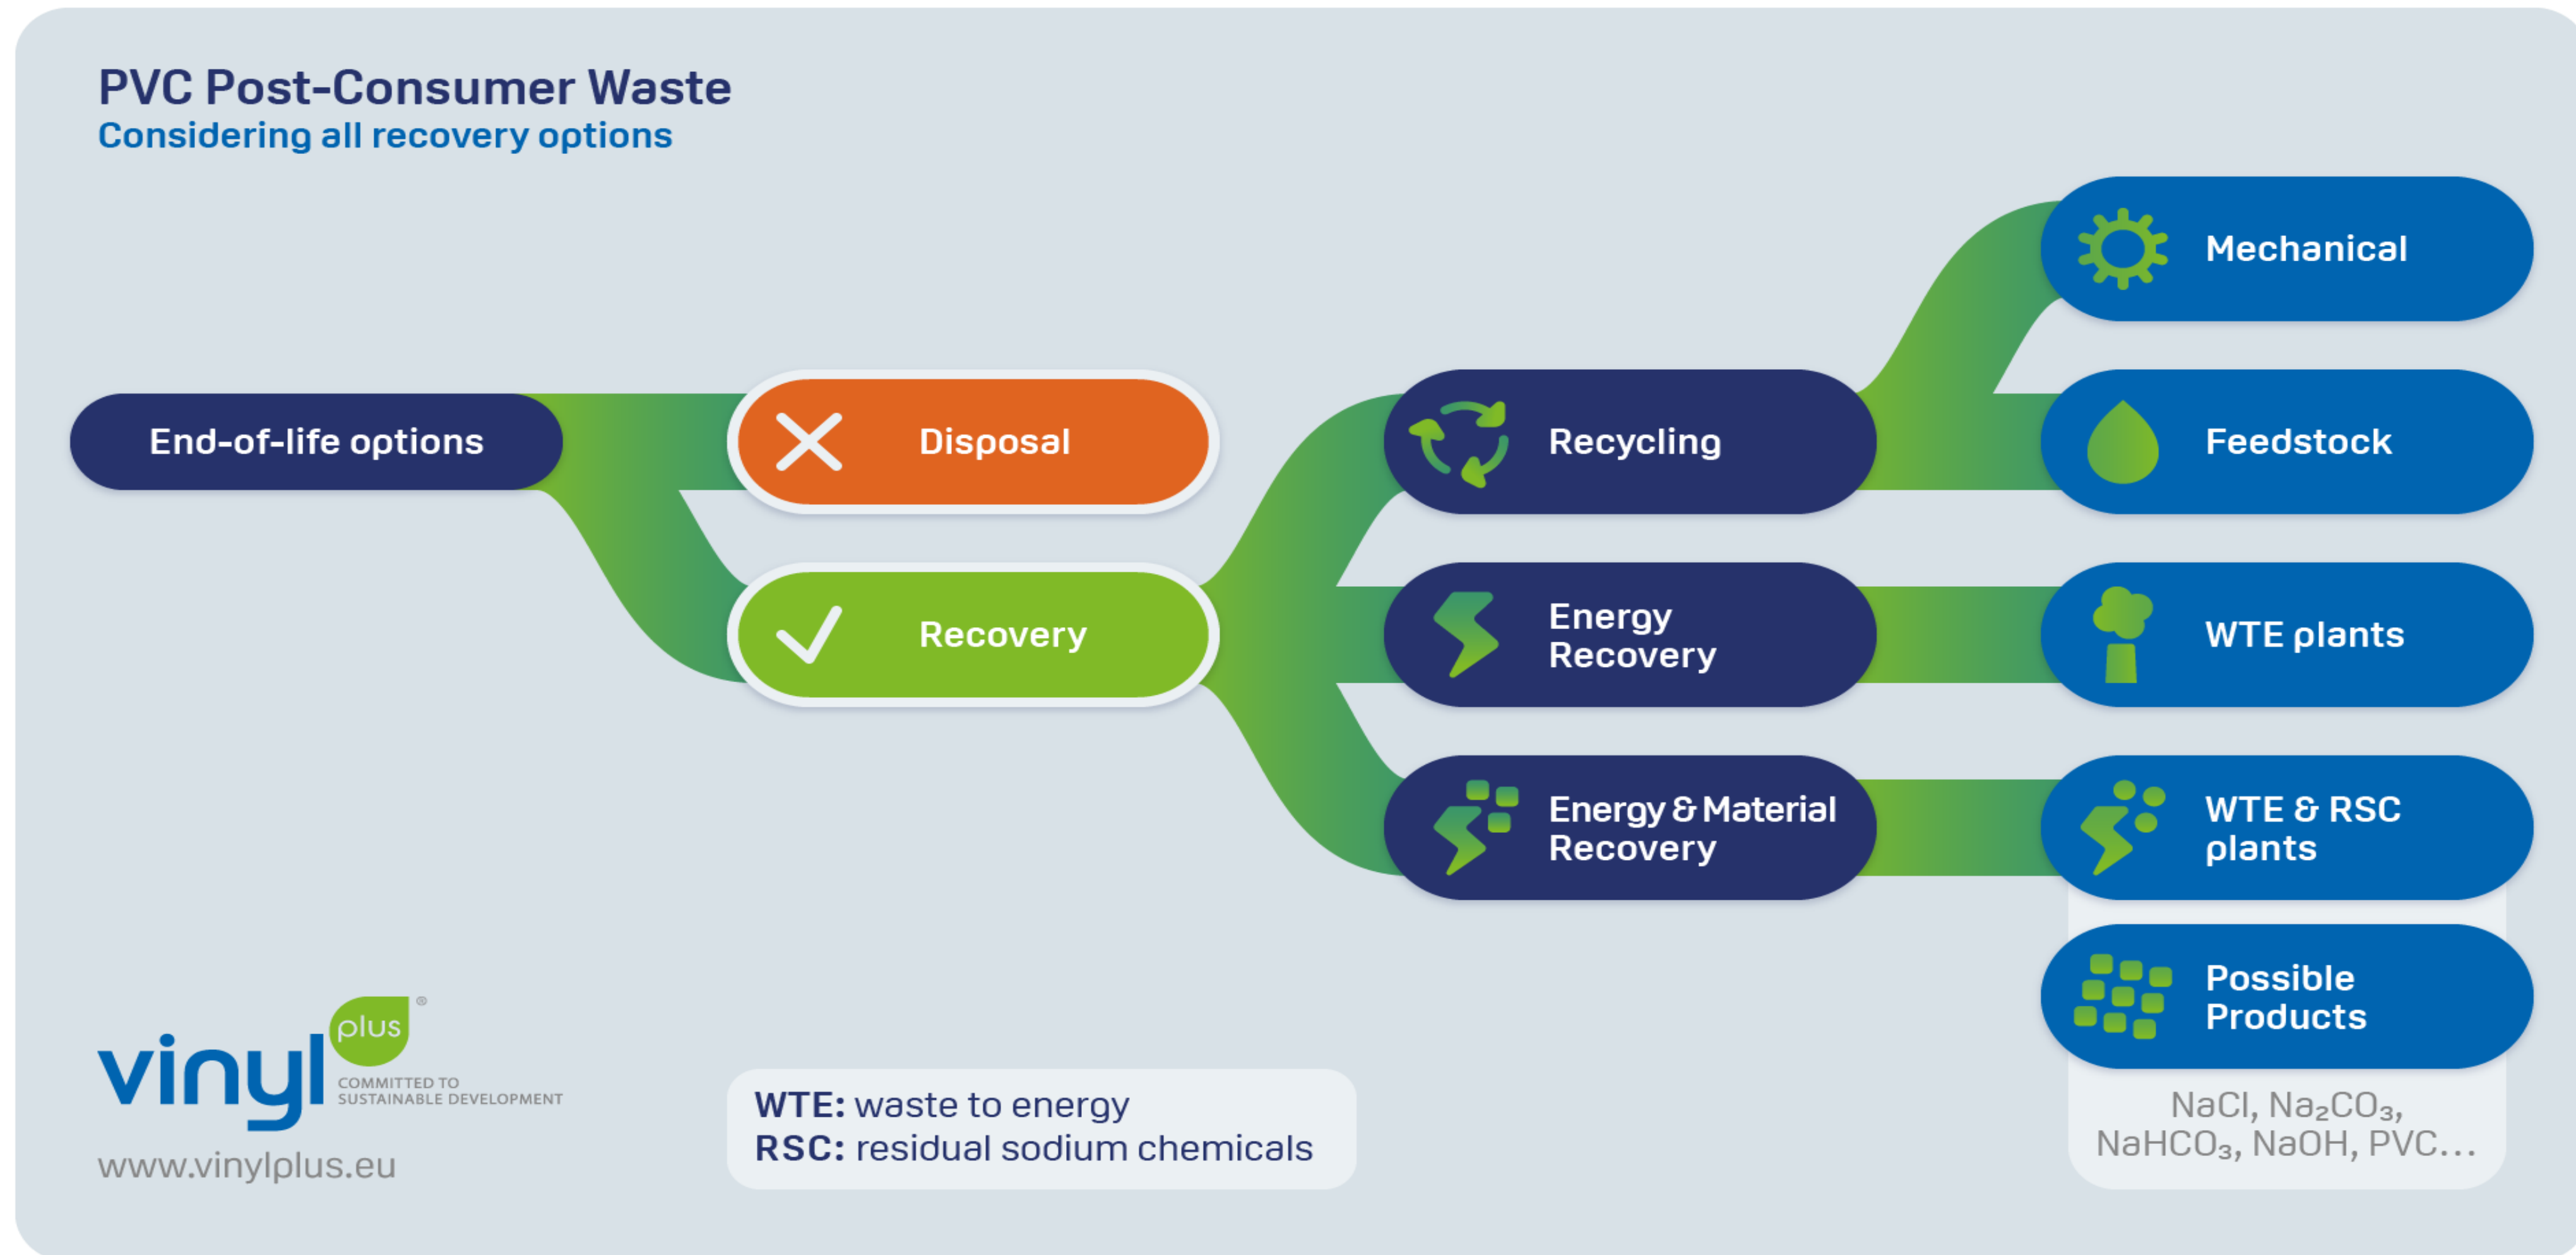 PVC Post-Consumer Waste
Considering all recovery options
End-of-life options
Disposal
Recovery
Recycling
Energy
Recovery
Energy & Material
Recovery
Mechanical
Feedstock
WTE plants
WTE & RSC
plants
Possible
Products
NaCl, Na₂CO₃,
NaHCO₃, NaOH, PVC...
WTE: waste to energy
RSC: residual sodium chemicals
vinyl plus ®
COMMITTED TO
SUSTAINABLE DEVELOPMENT
www.vinylplus.eu